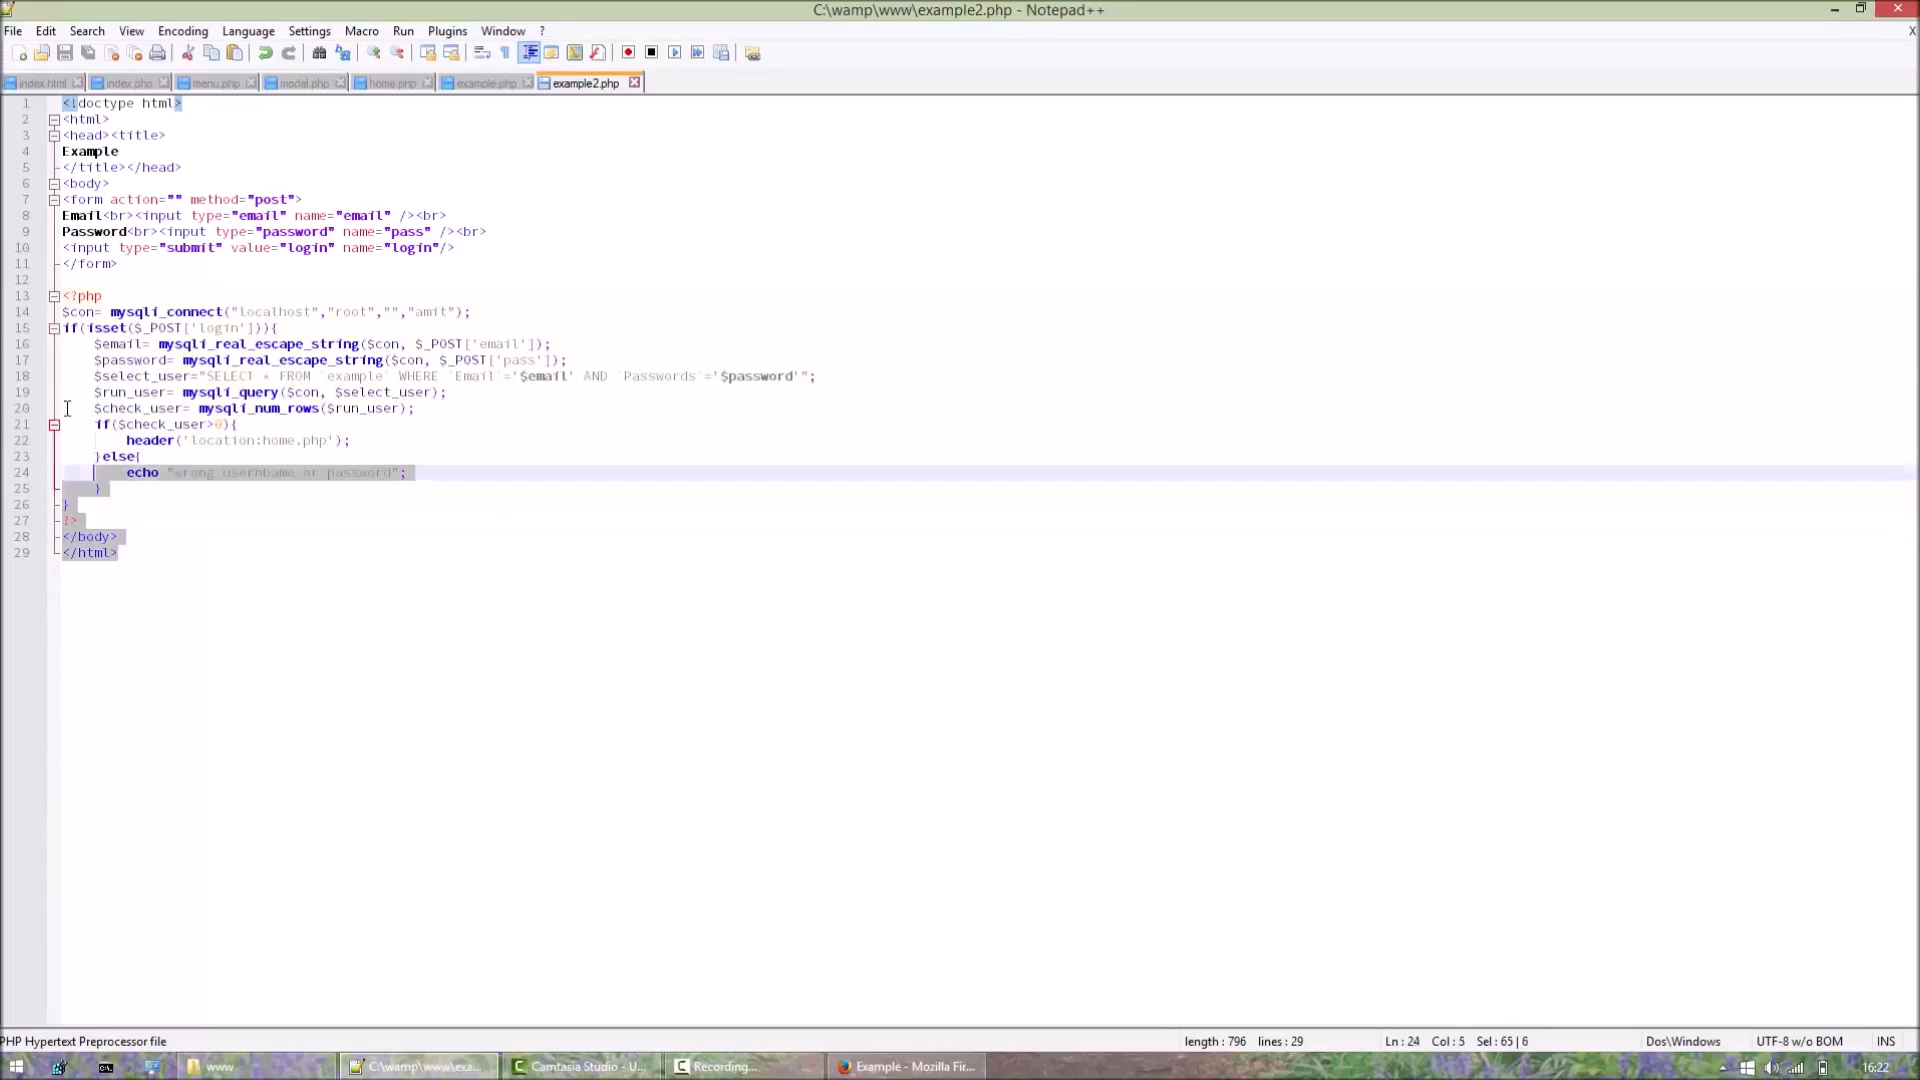 C:\wamp\www\example2.php - Notepad++
File Edit Search View Encoding Language Settings Macro Run Plugins Window ? X
index.html index.php menu.php modal.php home.php example.php example2.php
1 <!doctype html>
2 <html>
3 <head><title>
4 Example
5 </title></head>
6 <body>
7 <form action="" method="post">
8 Email<br><input type="email" name="email" /><br>
9 Password<br><input type="password" name="pass" /><br>
10 <input type="submit" value="login" name="login"/>
11 </form>
12
13 <?php
14 $con= mysqli_connect("localhost","root","","amit");
15 if(isset($_POST['login'])){
16 $email= mysqli_real_escape_string($con, $_POST['email']);
17 $password= mysqli_real_escape_string($con, $_POST['pass']);
18 $select_user="SELECT * FROM `example` WHERE `Email`='$email' AND `Passwords`='$password'";
19 $run_user= mysqli_query($con, $select_user);
20 $check_user= mysqli_num_rows($run_user);
21 if($check_user>0){
22 header('location:home.php');
23 }else{
24 echo "wrong usernbame or password";
25 }
26 }
27 ?>
28 </body>
29 </html>
PHP Hypertext Preprocessor file length : 796 lines : 29 Ln : 24 Col : 5 Sel : 65 | 6 Dos\Windows UTF-8 w/o BOM INS
www C:\wamp\www\exa... Camtasia Studio - U... Recording... Example - Mozilla Fir... 16:22